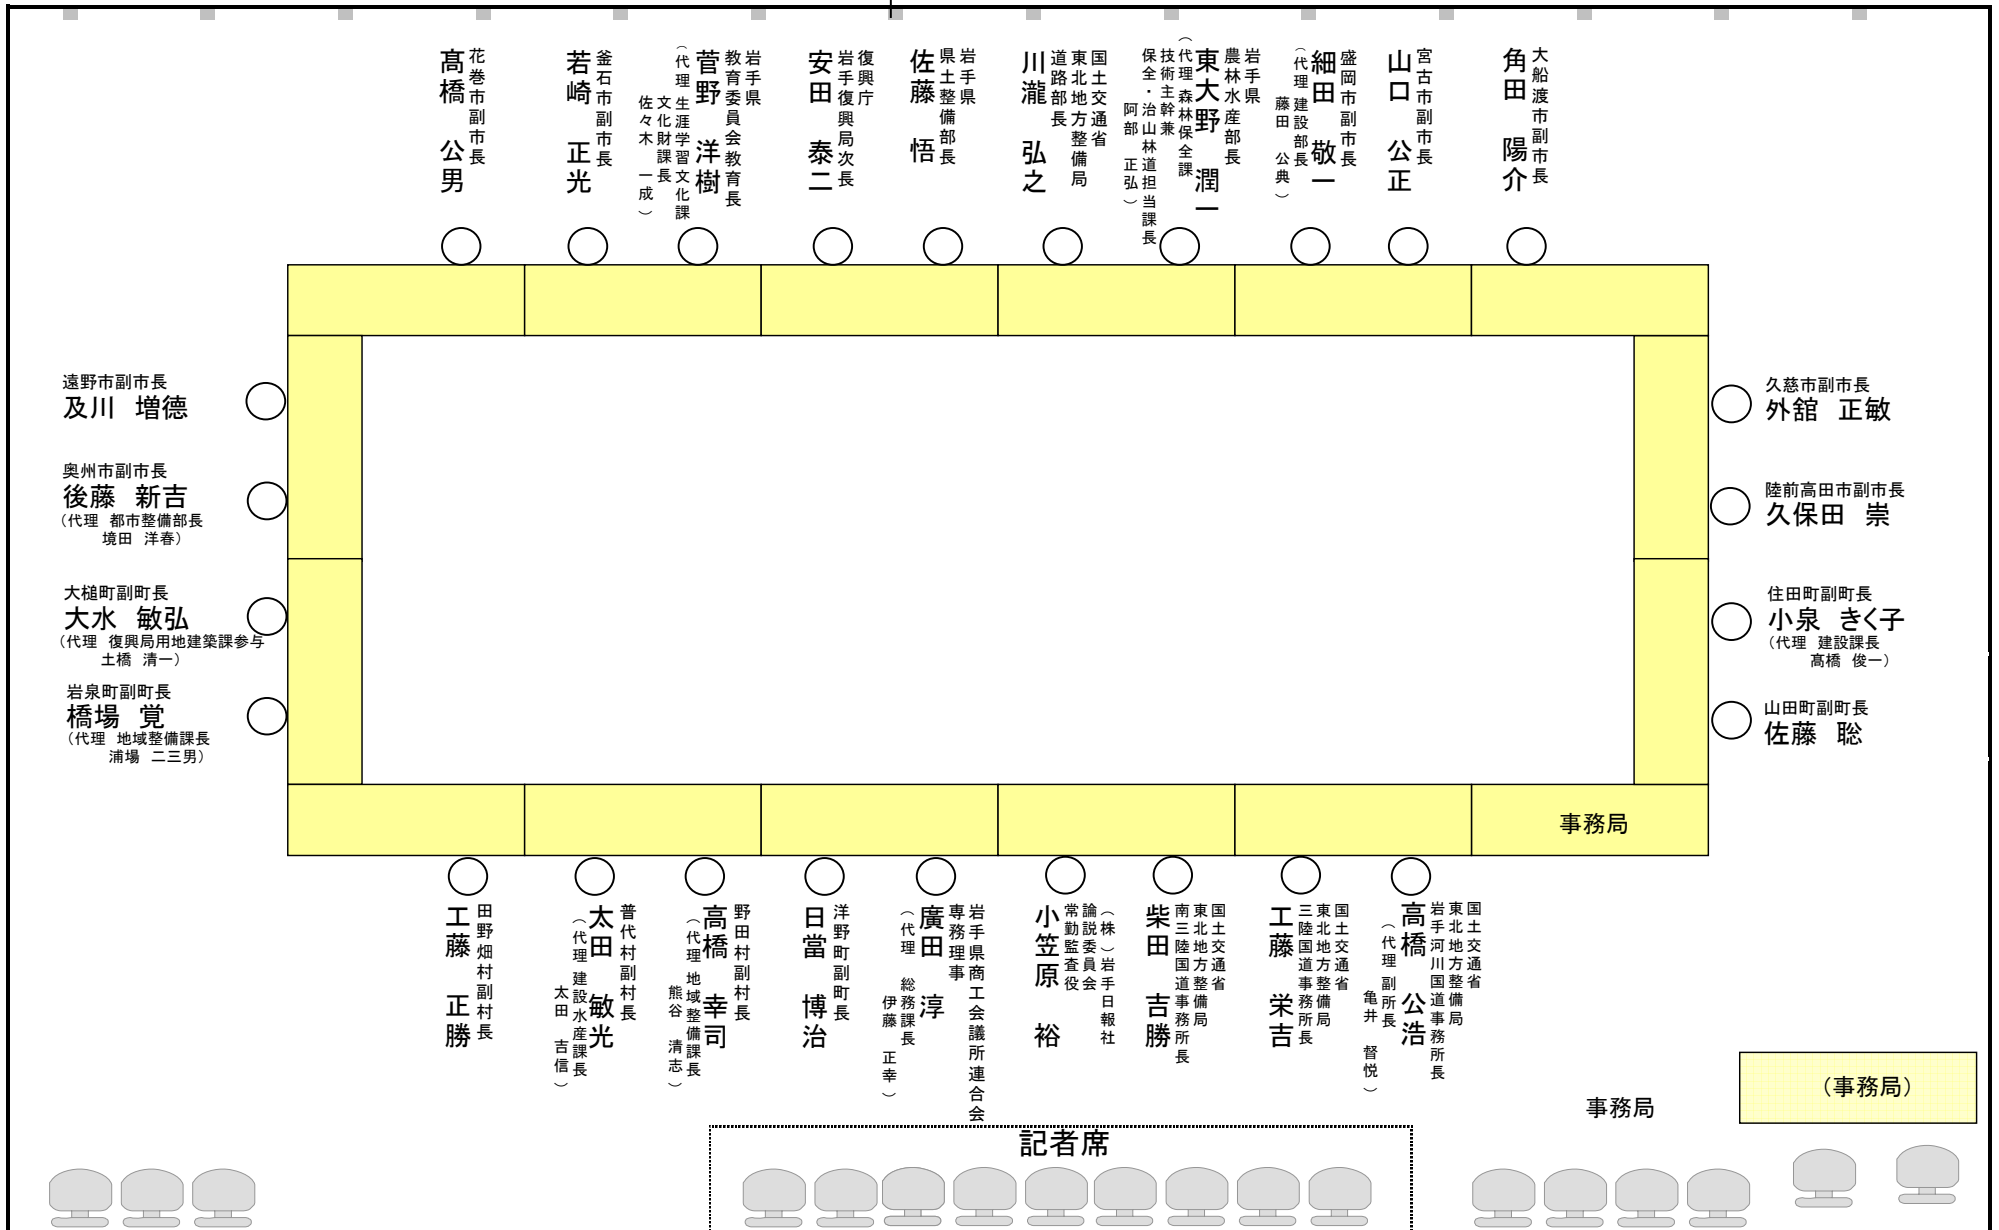 大船渡市副市長
角田 陽介
宮古市副市長
山口 公正
盛岡市副市長
細田 敬一
（代理 建設部長
藤田 公典）
岩手県
農林水産部長
東大野 潤一
（代理 森林保全課
技術主幹兼
保全・治山林道担当課長
阿部 正弘）
国土交通省
東北地方整備局
道路部長
川瀧 弘之
岩手県
県土整備部長
佐藤 悟
復興庁
岩手復興局次長
安田 泰二
岩手県
教育委員会教育長
菅野 洋樹
（代理 生涯学習文化課
文化財課長
佐々木 一成）
釜石市副市長
若崎 正光
花巻市副市長
髙橋 公男
遠野市副市長
及川 増德
奥州市副市長
後藤 新吉
（代理 都市整備部長
境田 洋春）
大槌町副町長
大水 敏弘
（代理 復興局用地建築課参与
土橋 清一）
岩泉町副町長
橋場 覚
（代理 地域整備課長
浦場 二三男）
久慈市副市長
外舘 正敏
陸前高田市副市長
久保田 崇
住田町副町長
小泉 きく子
（代理 建設課長
髙橋 俊一）
山田町副町長
佐藤 聡
事務局
国土交通省
東北地方整備局
岩手河川国道事務所長
高橋 公浩
（代理 副所長
亀井 督悦）
国土交通省
東北地方整備局
三陸国道事務所長
工藤 栄吉
国土交通省
東北地方整備局
南三陸国道事務所長
柴田 吉勝
（株）岩手日報社
論説委員会
常勤監査役
小笠原 裕
岩手県商工会議所連合会
専務理事
廣田 淳
（代理 総務課長
伊藤 正幸）
洋野町副町長
日當 博治
野田村副村長
高橋 幸司
（代理 地域整備課長
熊谷 清志）
普代村副村長
太田 敏光
（代理 建設水産課長
太田 吉信）
田野畑村副村長
工藤 正勝
（事務局）
事務局
記者席